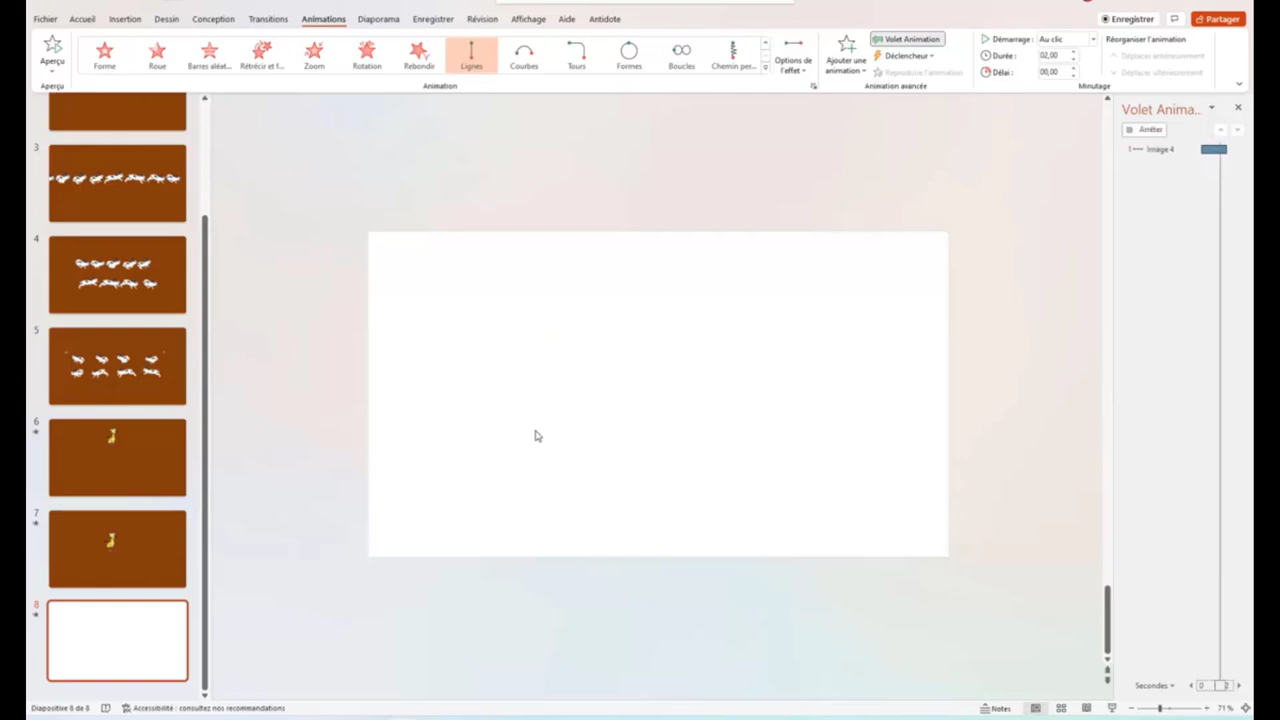 Fichier Accueil Insertion Dessin Conception Transitions Animations Diaporama Enregistrer Révision Affichage Aide Antidote Enregistrer Partager
Aperçu
Forme Roue Barres aléat... Rétrécir et f... Zoom Rotation Rebondir Lignes Courbes Tours Formes Boucles Chemin per...
Options de
l'effet
Ajouter une
animation
Volet Animation
Déclencheur
Reproduire l'animation
Démarrage : Au clic
Durée : 02,00
Délai : 00,00
Réorganiser l'animation
Déplacer antérieurement
Déplacer ultérieurement
Aperçu Animation Animation avancée Minutage
Volet Anima...
Arrêter
1 Image 4
3
4
5
6
7
8
Secondes 0 2
Diapositive 8 de 8 Accessibilité : consultez nos recommandations Notes 71 %